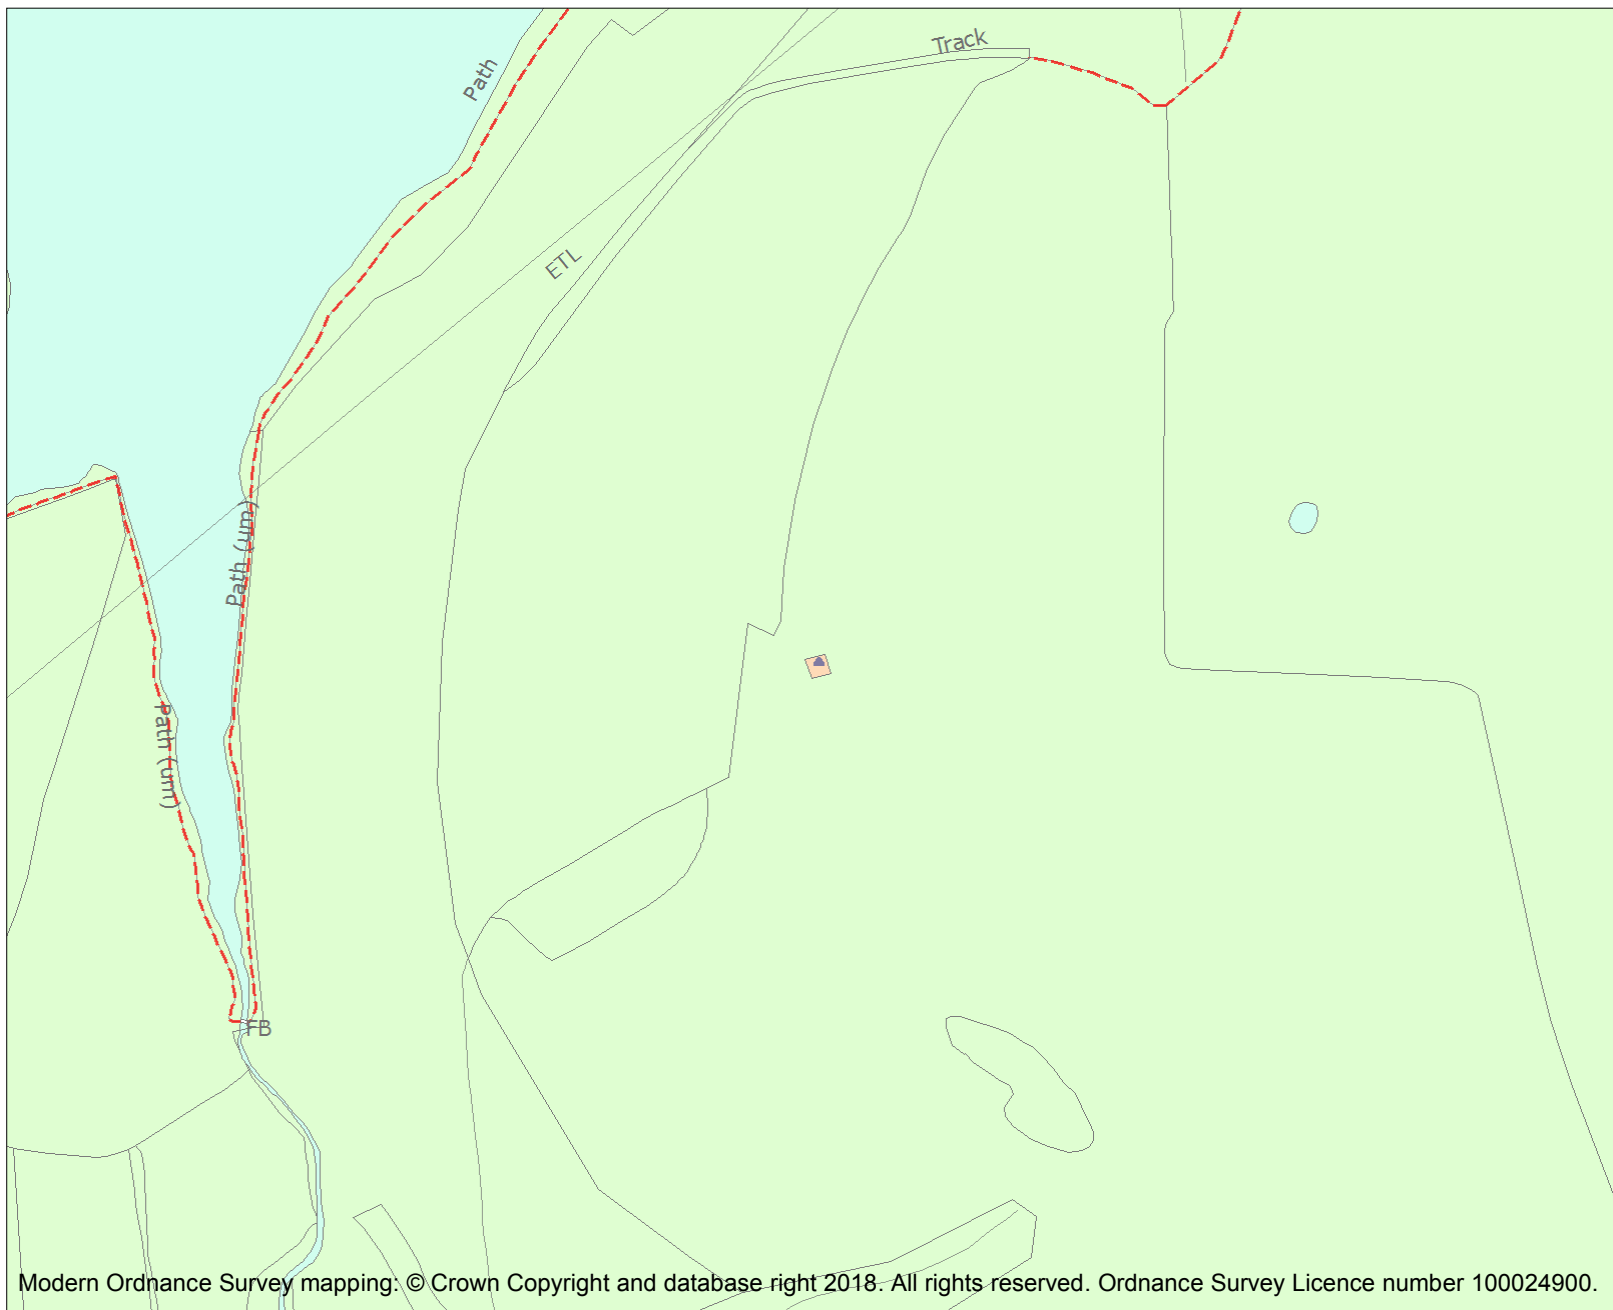 Track
Path
ETL
Path (um)
Path (um)
FB
Modern Ordnance Survey mapping: © Crown Copyright and database right 2018. All rights reserved. Ordnance Survey Licence number 100024900.